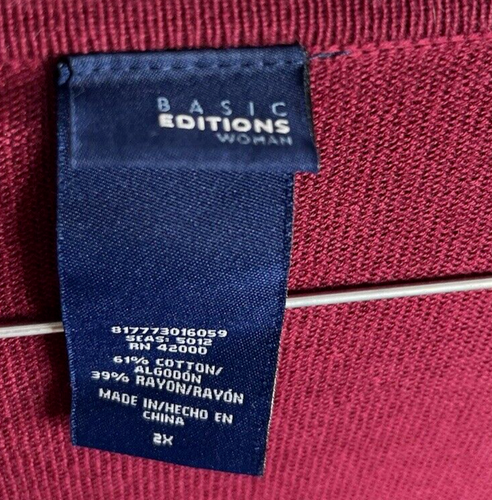 BASIC
EDITIONS
WOMAN
817773016059
SEAS: 5012
RN 42000
61% COTTON/
ALGODÓN
39% RAYON/RAYÓN
MADE IN/HECHO EN
CHINA
2X